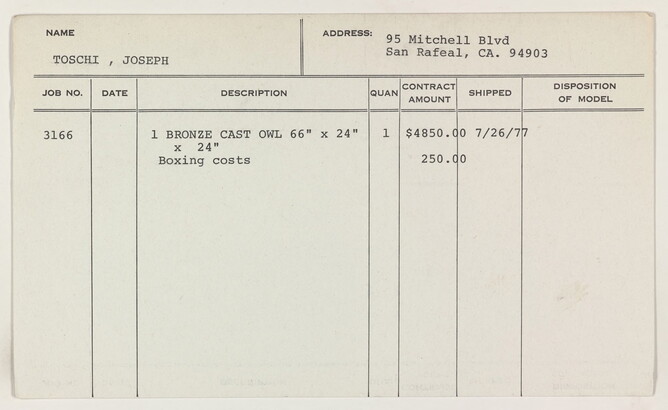 NAME ADDRESS: 95 Mitchell Blvd
TOSCHI , JOSEPH San Rafeal, CA. 94903
JOB NO. DATE DESCRIPTION QUAN CONTRACT AMOUNT SHIPPED DISPOSITION OF MODEL
3166 1 BRONZE CAST OWL 66" x 24" 1 $4850.00 7/26/77
x 24"
Boxing costs 250.00